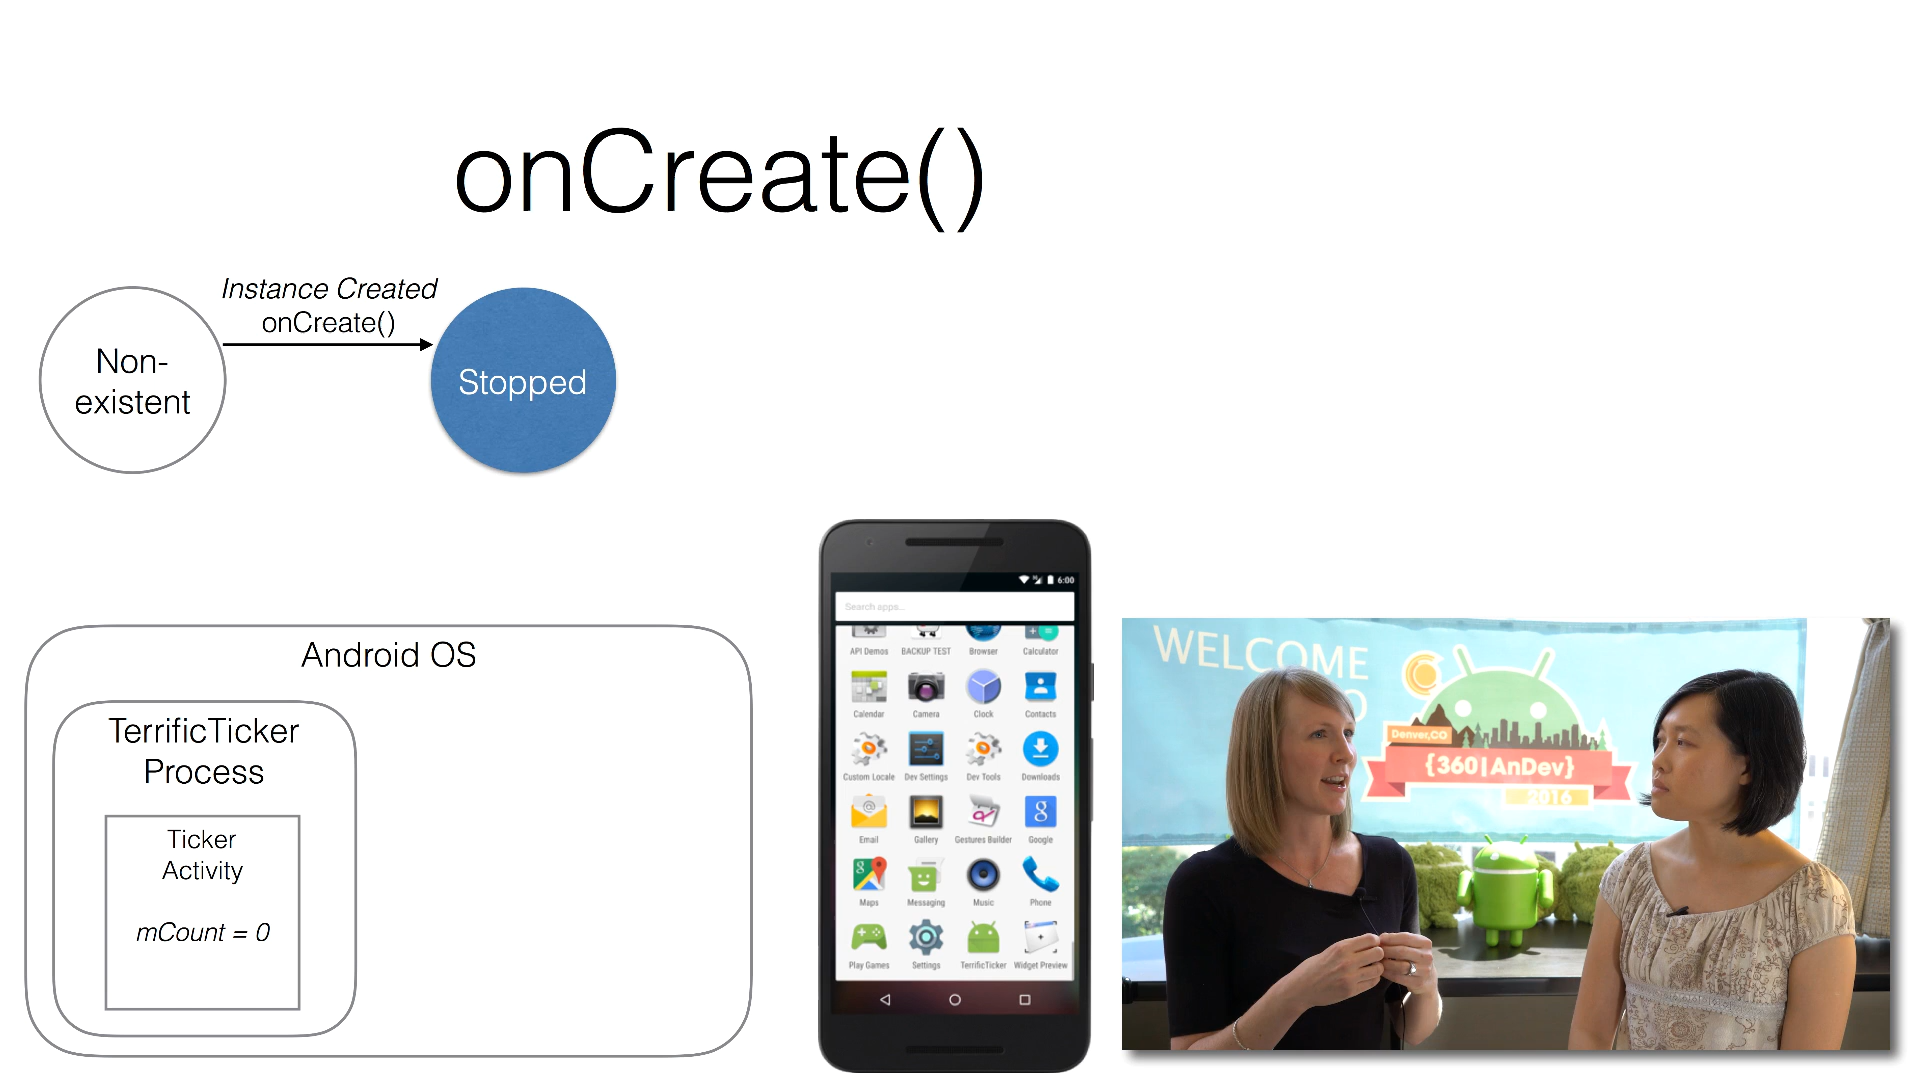 onCreate()
Instance Created
onCreate()
Non-
existent
Stopped
Android OS
TerrificTicker
Process
Ticker
Activity
mCount = 0
6:00
Search apps...
API Demos BACKUP TEST Browser Calculator
Calendar Camera Clock Contacts
Custom Locale Dev Settings Dev Tools Downloads
Email Gallery Gestures Builder Google
Maps Messaging Music Phone
Play Games Settings TerrificTicker Widget Preview
WELCOME
O
Denver,CO
{360|AnDev}
2016